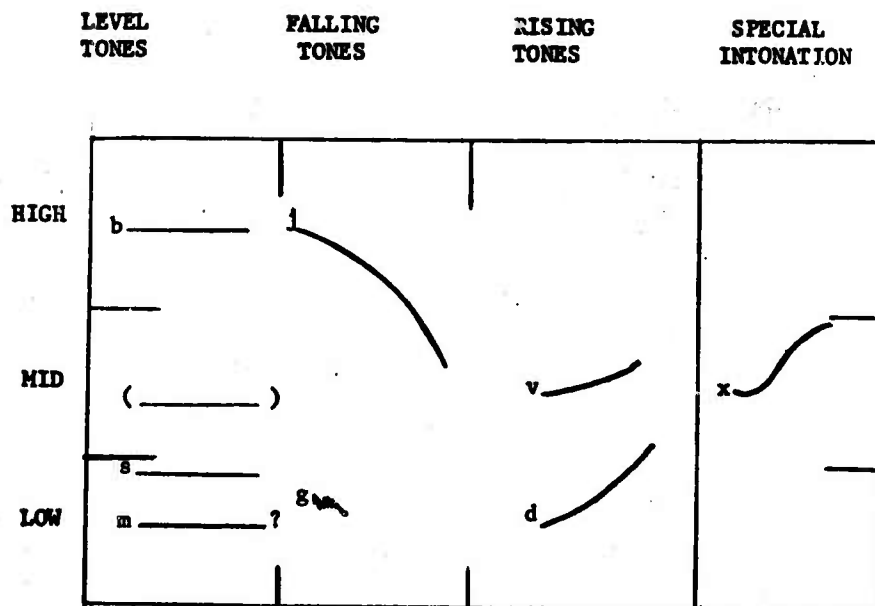 LEVEL FALLING RISING SPECIAL
TONES TONES TONES INTONATION
HIGH b j
MID ( ) v x
s
LOW m ? g d